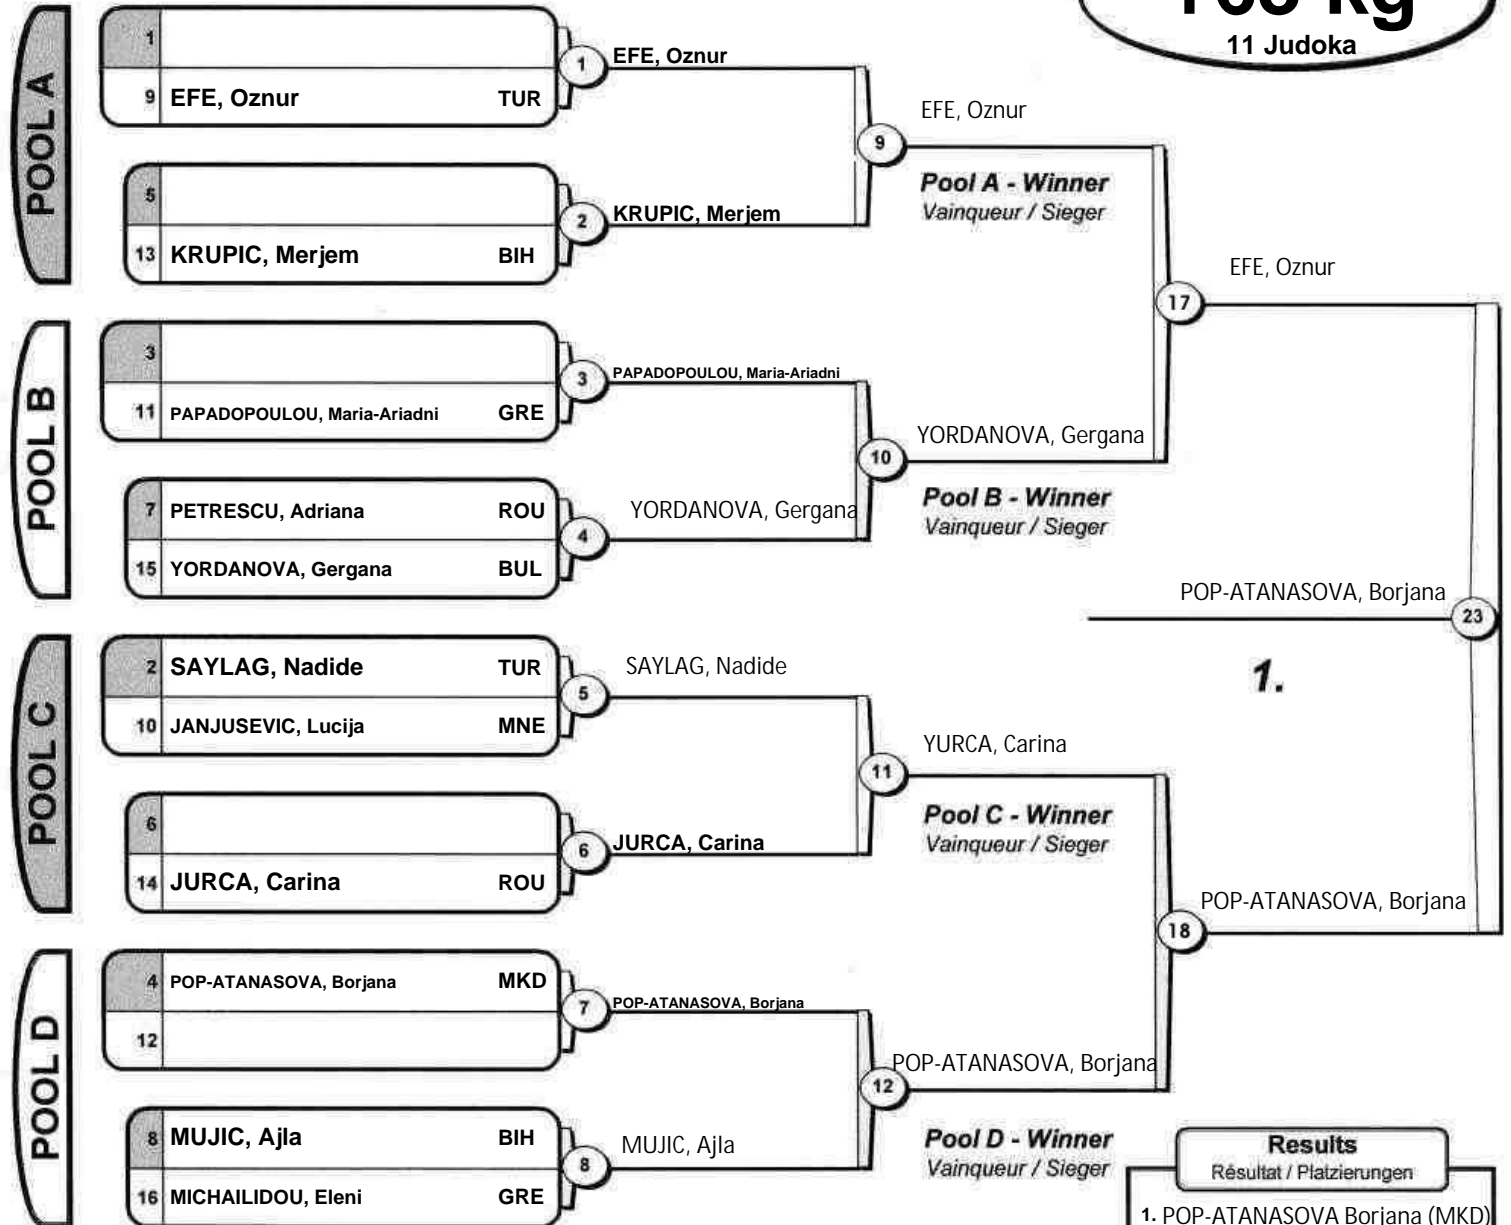 11 Judoka
POOL A
1
9 EFE, Oznur TUR
1 EFE, Oznur
5
13 KRUPIC, Merjem BIH
2 KRUPIC, Merjem
9 EFE, Oznur
Pool A - Winner
Vainqueur / Sieger
POOL B
3
11 PAPADOPOULOU, Maria-Ariadni GRE
3 PAPADOPOULOU, Maria-Ariadni
7 PETRESCU, Adriana ROU
15 YORDANOVA, Gergana BUL
4 YORDANOVA, Gergana
10 YORDANOVA, Gergana
Pool B - Winner
Vainqueur / Sieger
17 EFE, Oznur
POP-ATANASOVA, Borjana
23
1.
POOL C
2 SAYLAG, Nadide TUR
10 JANJUSEVIC, Lucija MNE
5 SAYLAG, Nadide
6
14 JURCA, Carina ROU
6 JURCA, Carina
11 YURCA, Carina
Pool C - Winner
Vainqueur / Sieger
POOL D
4 POP-ATANASOVA, Borjana MKD
12
7 POP-ATANASOVA, Borjana
8 MUJIC, Ajla BIH
16 MICHAILIDOU, Eleni GRE
8 MUJIC, Ajla
12 POP-ATANASOVA, Borjana
Pool D - Winner
Vainqueur / Sieger
18 POP-ATANASOVA, Borjana
Results
Résultat / Platzierungen
1. POP-ATANASOVA Borjana (MKD)